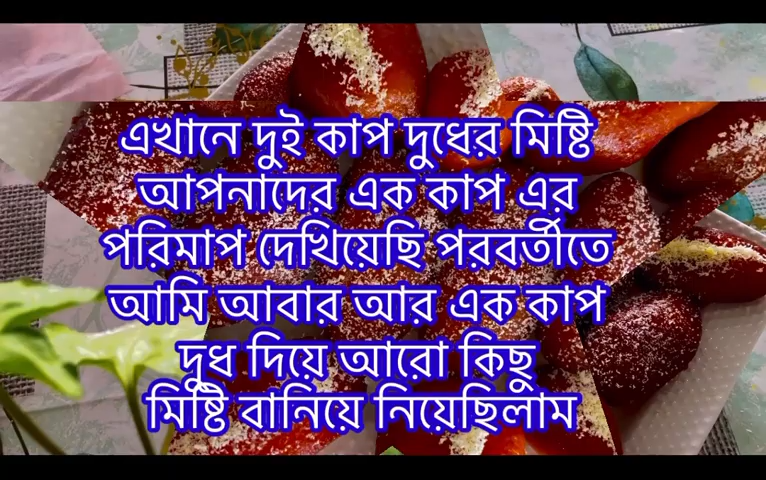 এখানে দুই কাপ দুধের মিষ্টি
আপনাদের এক কাপ এর
পরিমাপ দেখিয়েছি পরবর্তীতে
আমি আবার আর এক কাপ
দুধ দিয়ে আরো কিছু
মিষ্টি বানিয়ে নিয়েছিলাম